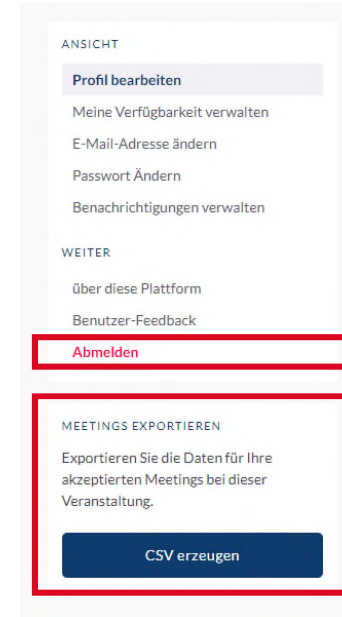 ANSICHT
Profil bearbeiten
Meine Verfügbarkeit verwalten
E-Mail-Adresse ändern
Passwort Ändern
Benachrichtigungen verwalten
WEITER
über diese Plattform
Benutzer-Feedback
Abmelden
MEETINGS EXPORTIEREN
Exportieren Sie die Daten für Ihre
akzeptierten Meetings bei dieser
Veranstaltung.
CSV erzeugen